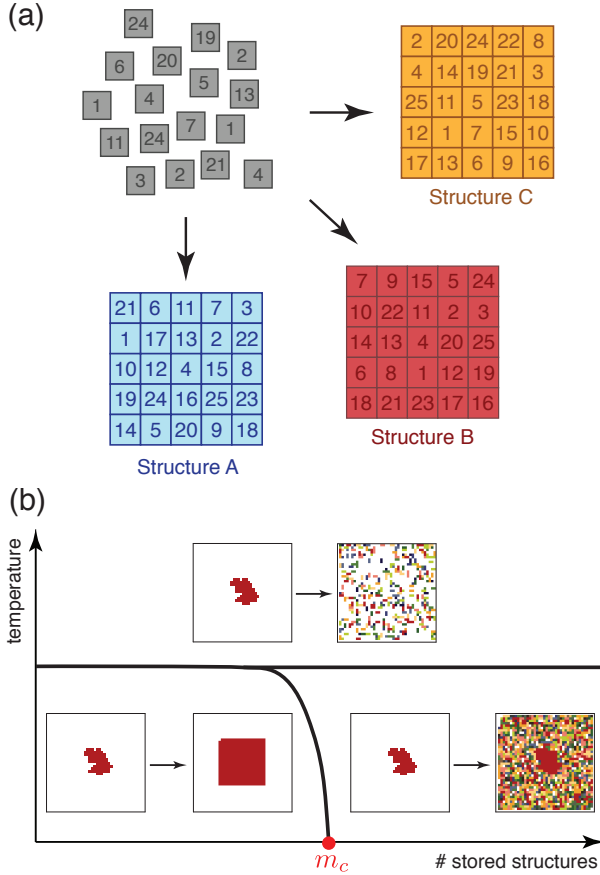 (a)
24
19
2
6
20
5
13
1
4
7
1
11
24
21
3
2
4
2 20 24 22 8
4 14 19 21 3
25 11 5 23 18
12 1 7 15 10
17 13 6 9 16
Structure C
21 6 11 7 3
1 17 13 2 22
10 12 4 15 8
19 24 16 25 23
14 5 20 9 18
Structure A
7 9 15 5 24
10 22 11 2 3
14 13 4 20 25
6 8 1 12 19
18 21 23 17 16
Structure B
(b)
temperature
m_c
# stored structures